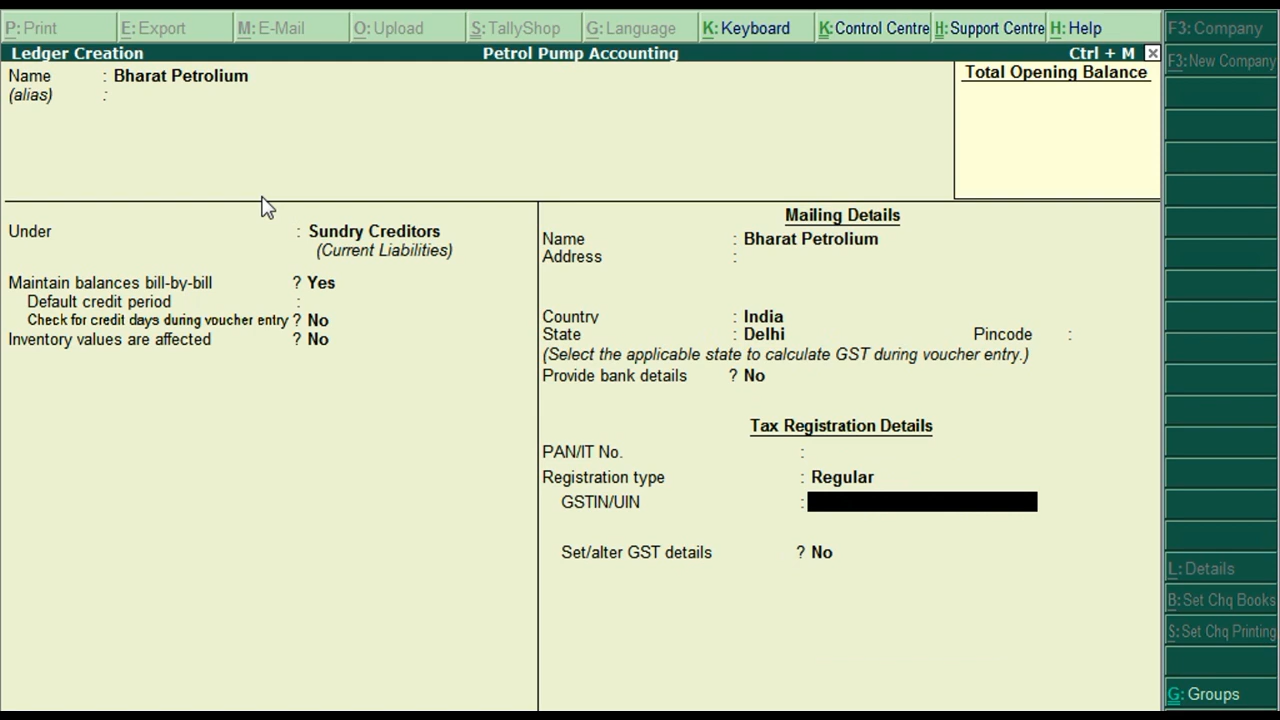 P: Print E: Export M: E-Mail O: Upload S: TallyShop G: Language K: Keyboard K: Control Centre H: Support Centre H: Help
Ledger Creation Petrol Pump Accounting Ctrl + M
Name : Bharat Petrolium
(alias) :
Total Opening Balance
Under : Sundry Creditors
(Current Liabilities)
Maintain balances bill-by-bill ? Yes
Default credit period :
Check for credit days during voucher entry ? No
Inventory values are affected ? No
Mailing Details
Name : Bharat Petrolium
Address :
Country : India
State : Delhi Pincode :
(Select the applicable state to calculate GST during voucher entry.)
Provide bank details ? No
Tax Registration Details
PAN/IT No. :
Registration type : Regular
GSTIN/UIN :
Set/alter GST details ? No
F3: Company
F3: New Company
L: Details
B: Set Chq Books
S: Set Chq Printing
G: Groups